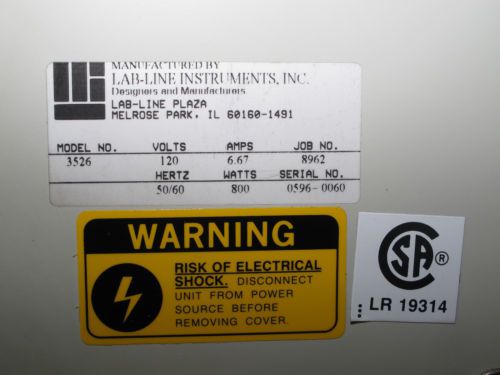 MANUFACTURED BY
LAB-LINE INSTRUMENTS, INC.
Designers and Manufacturers
LAB-LINE PLAZA
MELROSE PARK, IL 60160-1491
MODEL NO. VOLTS AMPS JOB NO.
3526 120 6.67 8962
HERTZ WATTS SERIAL NO.
50/60 800 0596-0060
WARNING
RISK OF ELECTRICAL
SHOCK. DISCONNECT
UNIT FROM POWER
SOURCE BEFORE
REMOVING COVER.
CSA ®
LR 19314